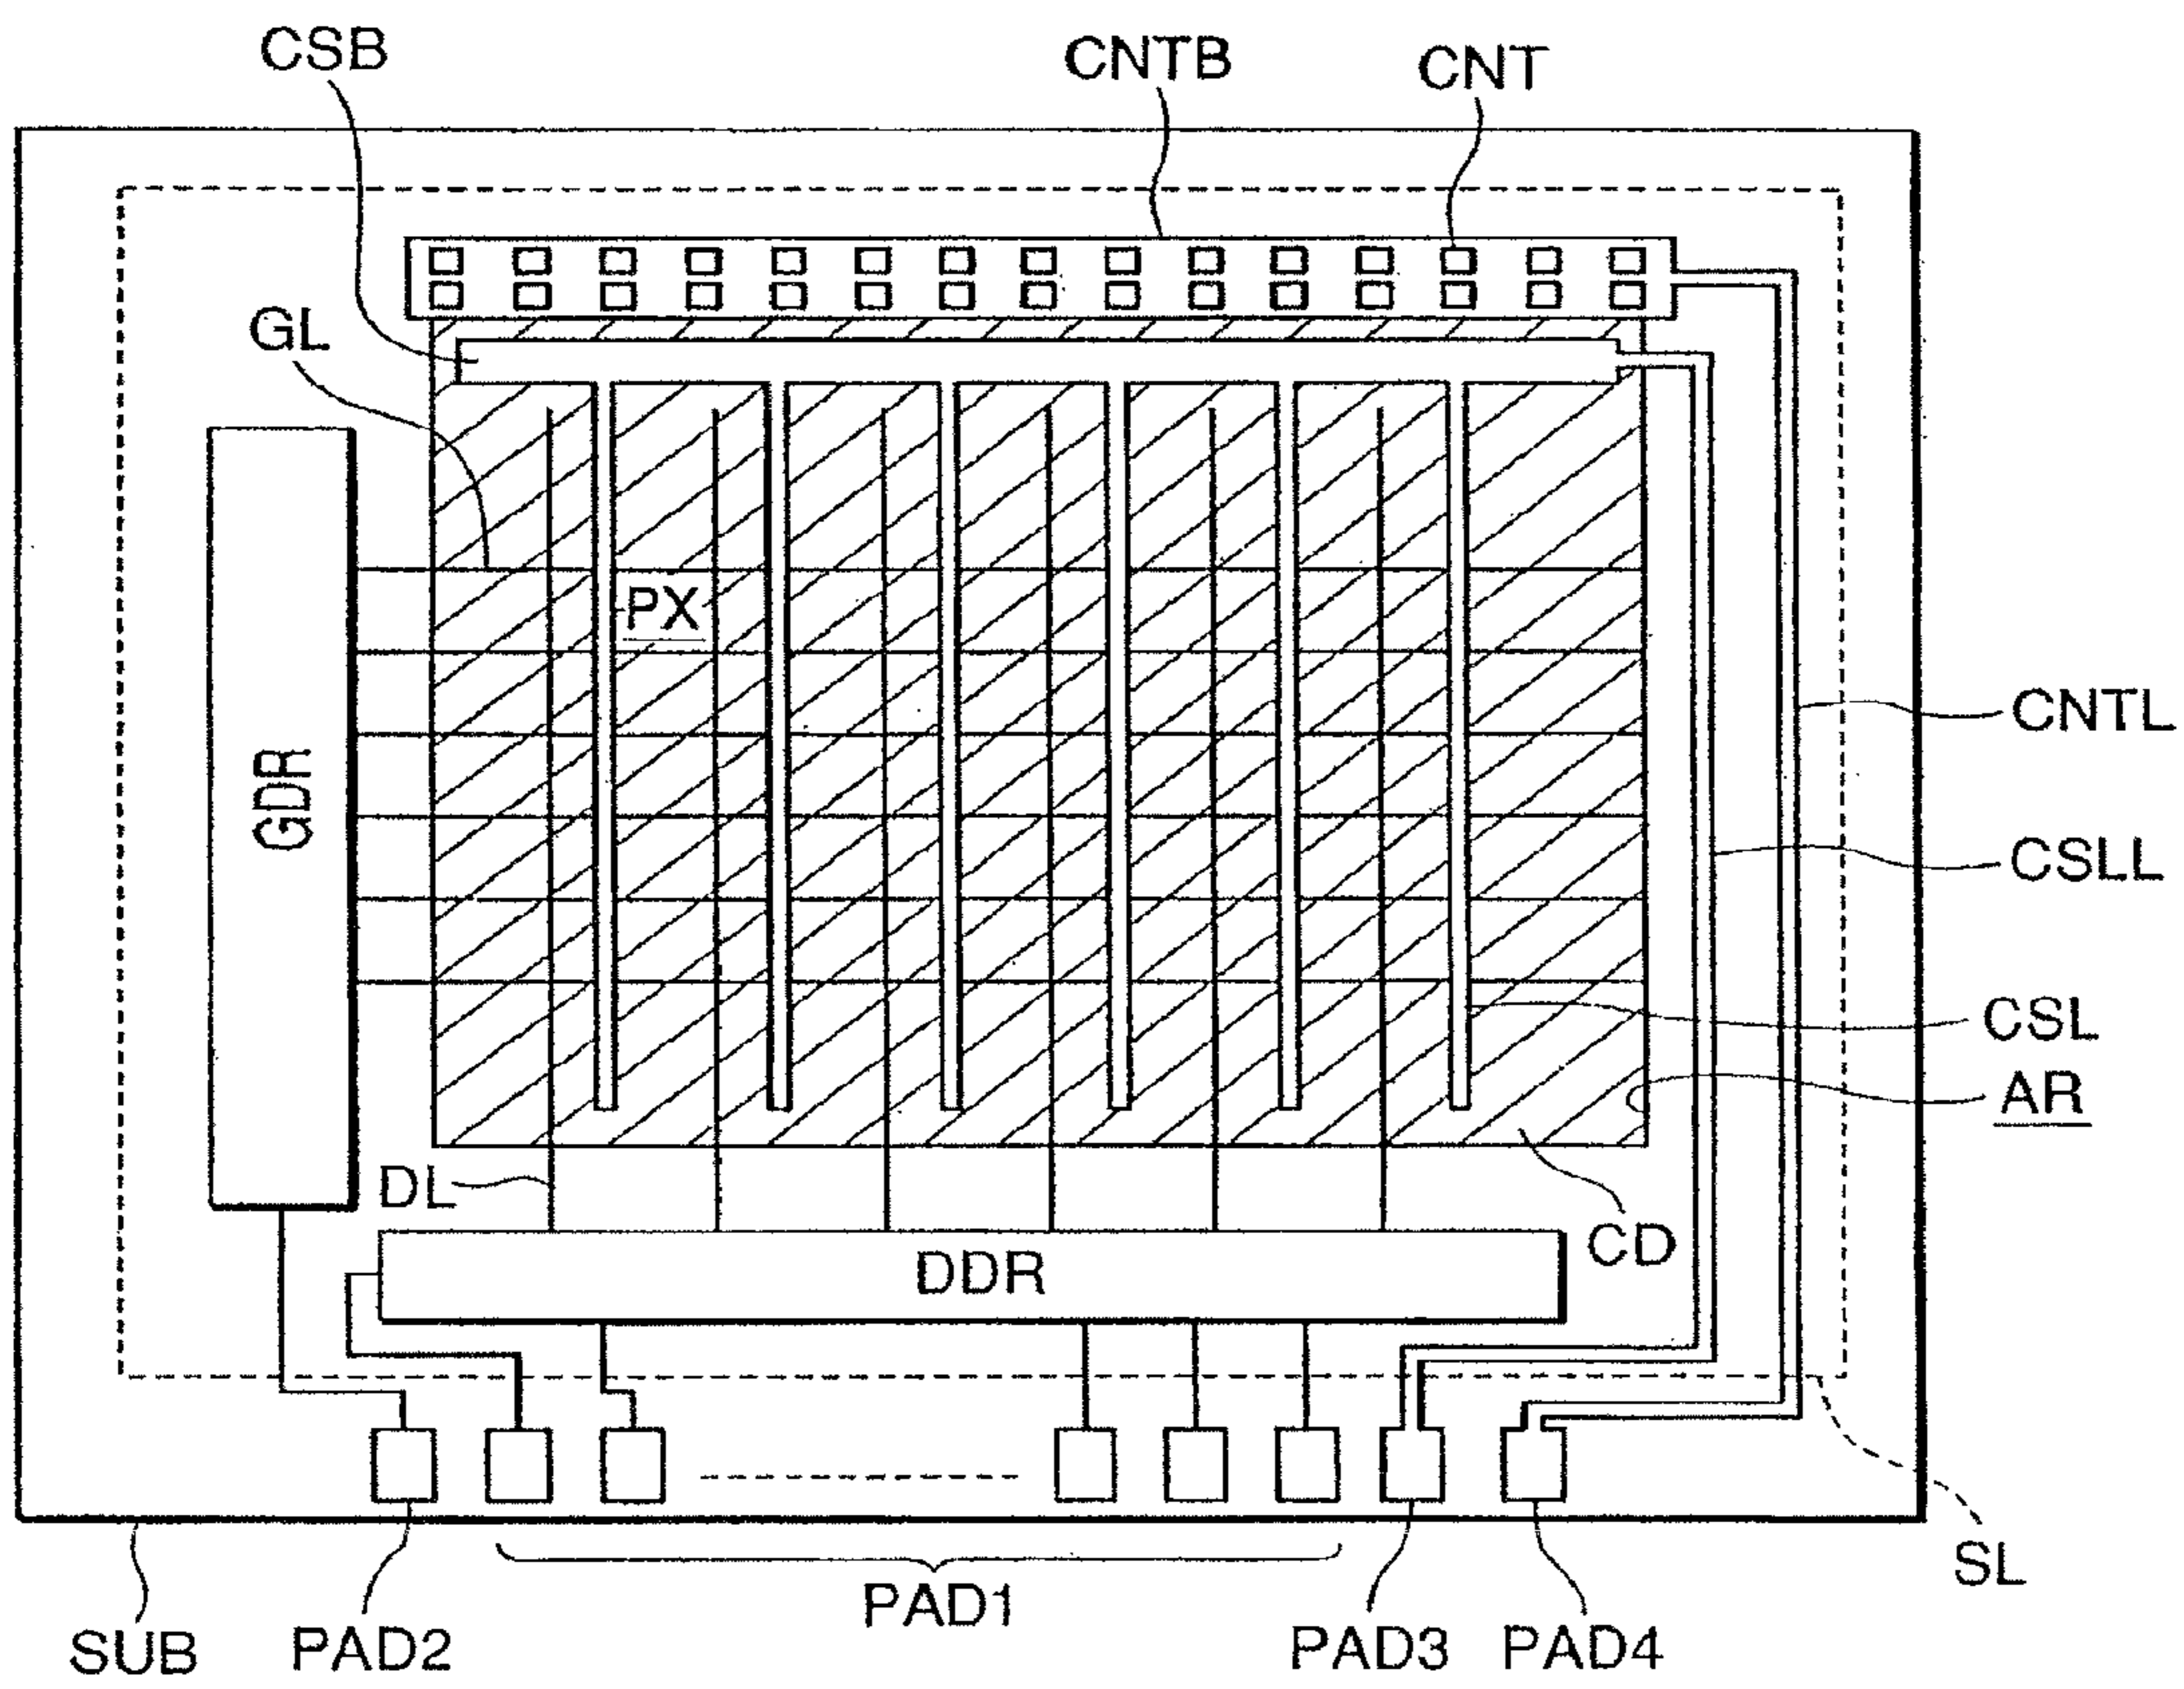 CSB
CNTB
CNT
GL
PX
GDR
CNTL
CSLL
CSL
AR
DL
CD
DDR
SL
PAD1
SUB
PAD2
PAD3
PAD4